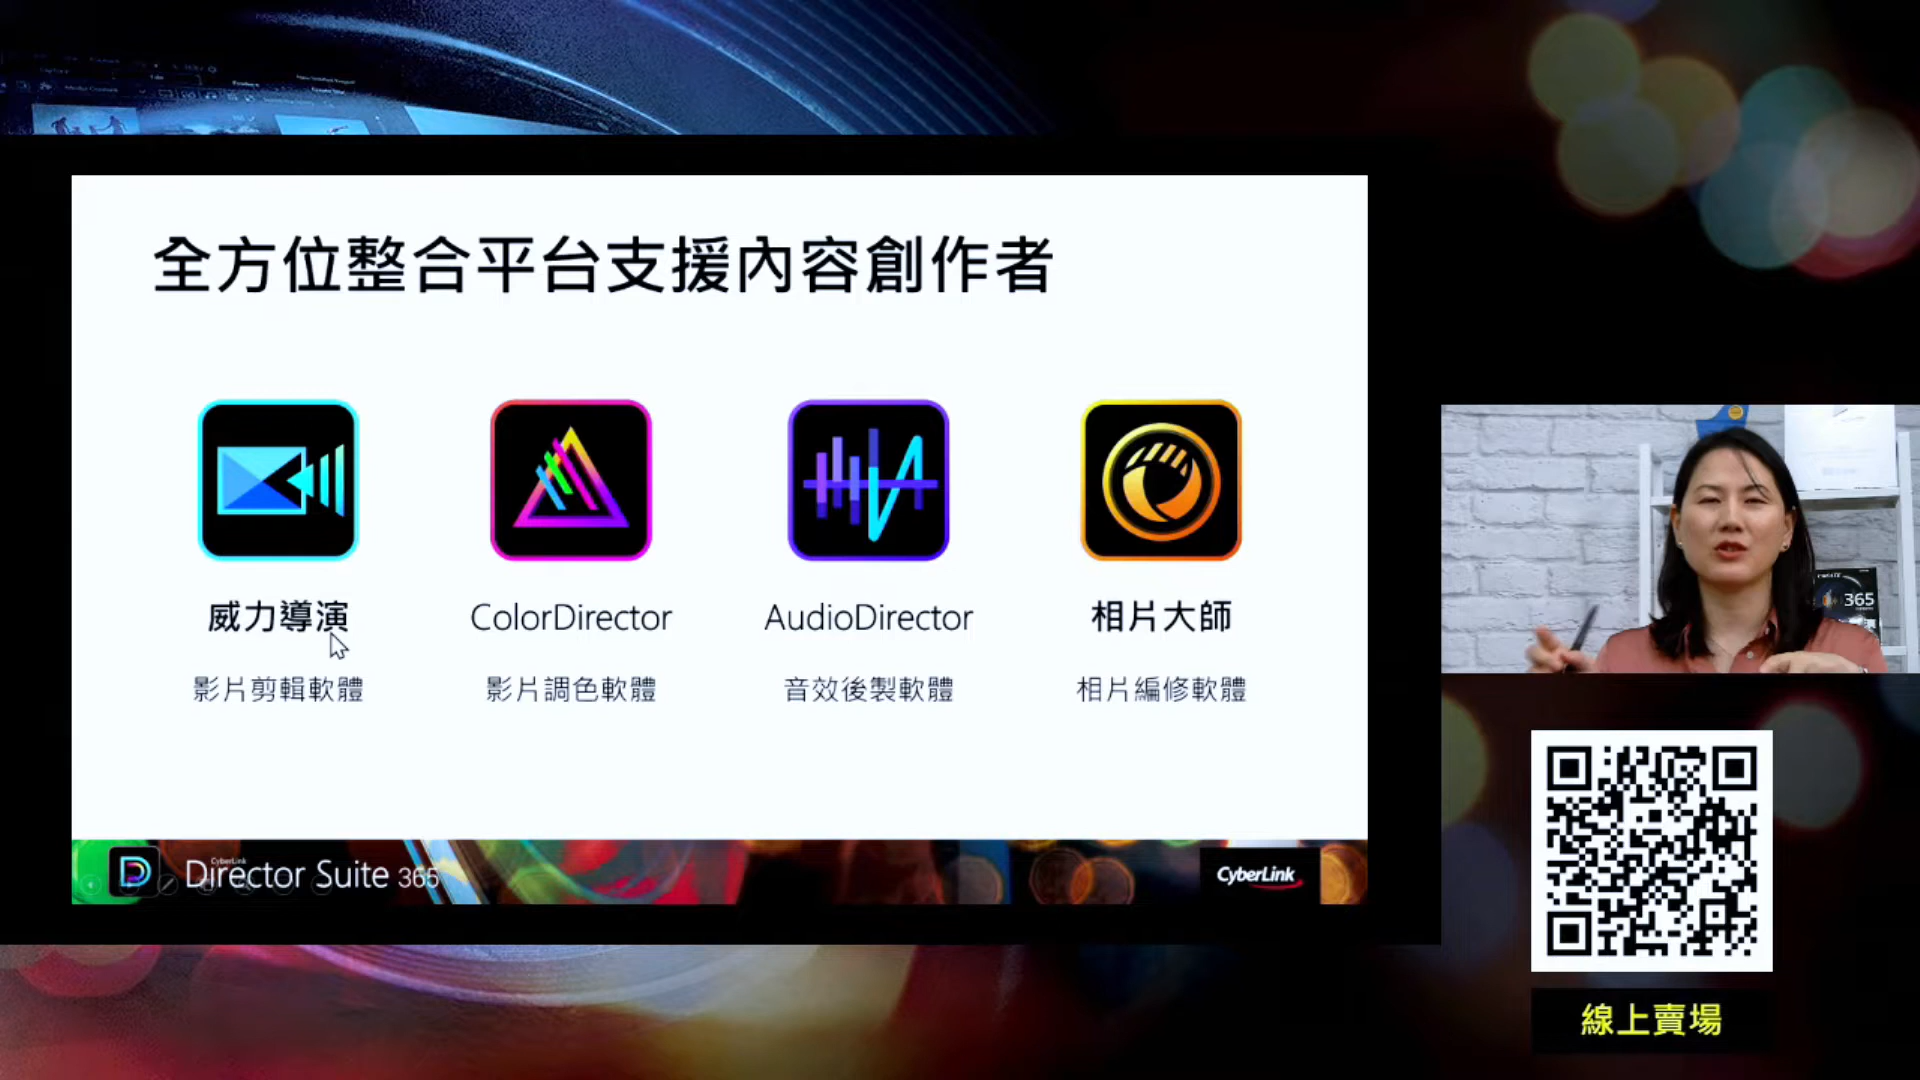 全方位整合平台支援內容創作者
威力導演
ColorDirector
AudioDirector
相片大師
影片剪輯軟體
影片調色軟體
音效後製軟體
相片編修軟體
CyberLink
Director Suite 365
CyberLink
365
線上賣場